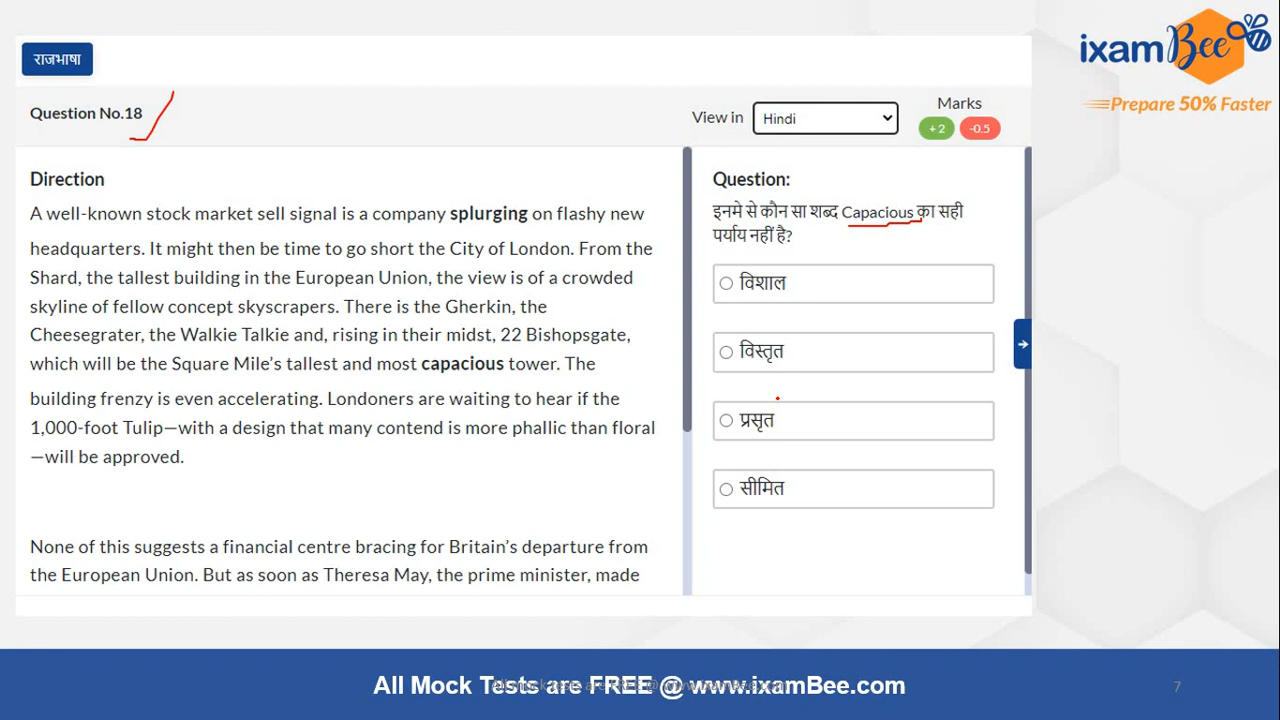 ixamBee
Prepare 50% Faster
राजभाषा
Question No.18
View in
Hindi
Marks
+ 2
-0.5
Direction
A well-known stock market sell signal is a company splurging on flashy new
headquarters. It might then be time to go short the City of London. From the
Shard, the tallest building in the European Union, the view is of a crowded
skyline of fellow concept skyscrapers. There is the Gherkin, the
Cheesegrater, the Walkie Talkie and, rising in their midst, 22 Bishopsgate,
which will be the Square Mile’s tallest and most capacious tower. The
building frenzy is even accelerating. Londoners are waiting to hear if the
1,000-foot Tulip—with a design that many contend is more phallic than floral
—will be approved.
None of this suggests a financial centre bracing for Britain’s departure from
the European Union. But as soon as Theresa May, the prime minister, made
Question:
इनमे से कौन सा शब्द Capacious का सही
पर्याय नहीं है?
विशाल
विस्तृत
प्रसृत
सीमित
All Mock Tests are FREE @ www.ixamBee.com
7